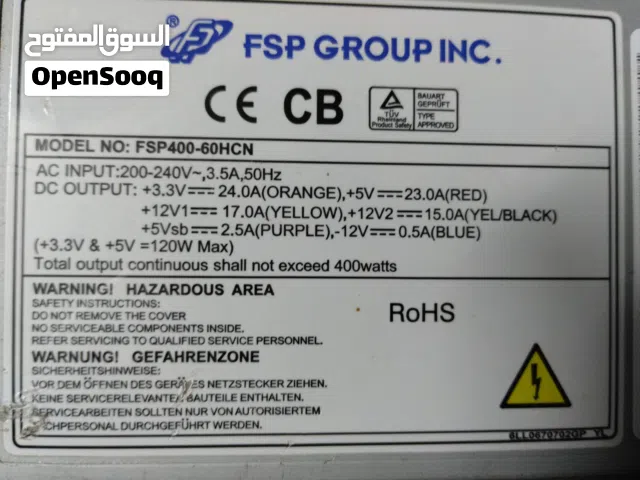 السوق المفتوح
OpenSooq
FSP GROUP INC.
CE CB
TÜV Rheinland Product Safety
BAUART GEPRÜFT
TYPE APPROVED
MODEL NO: FSP400-60HCN
AC INPUT:200-240V~,3.5A,50Hz
DC OUTPUT: +3.3V⎓24.0A(ORANGE),+5V⎓23.0A(RED)
+12V1⎓17.0A(YELLOW),+12V2⎓15.0A(YEL/BLACK)
+5Vsb⎓2.5A(PURPLE),-12V⎓0.5A(BLUE)
(+3.3V & +5V =120W Max)
Total output continuous shall not exceed 400watts
WARNING! HAZARDOUS AREA
SAFETY INSTRUCTIONS:
DO NOT REMOVE THE COVER
NO SERVICEABLE COMPONENTS INSIDE.
REFER SERVICING TO QUALIFIED SERVICE PERSONNEL.
RoHS
WARNUNG! GEFAHRENZONE
SICHERHEITSHINWEISE:
VOR DEM ÖFFNEN DES GERÄTES NETZSTECKER ZIEHEN.
KEINE SERVICERELEVANTEN BAUTEILE ENTHALTEN.
SERVICEARBEITEN SOLLTEN NUR VON AUTORISIERTEM
FACHPERSONAL DURCHGEFÜHRT WERDEN.
6LL0670702GP YL